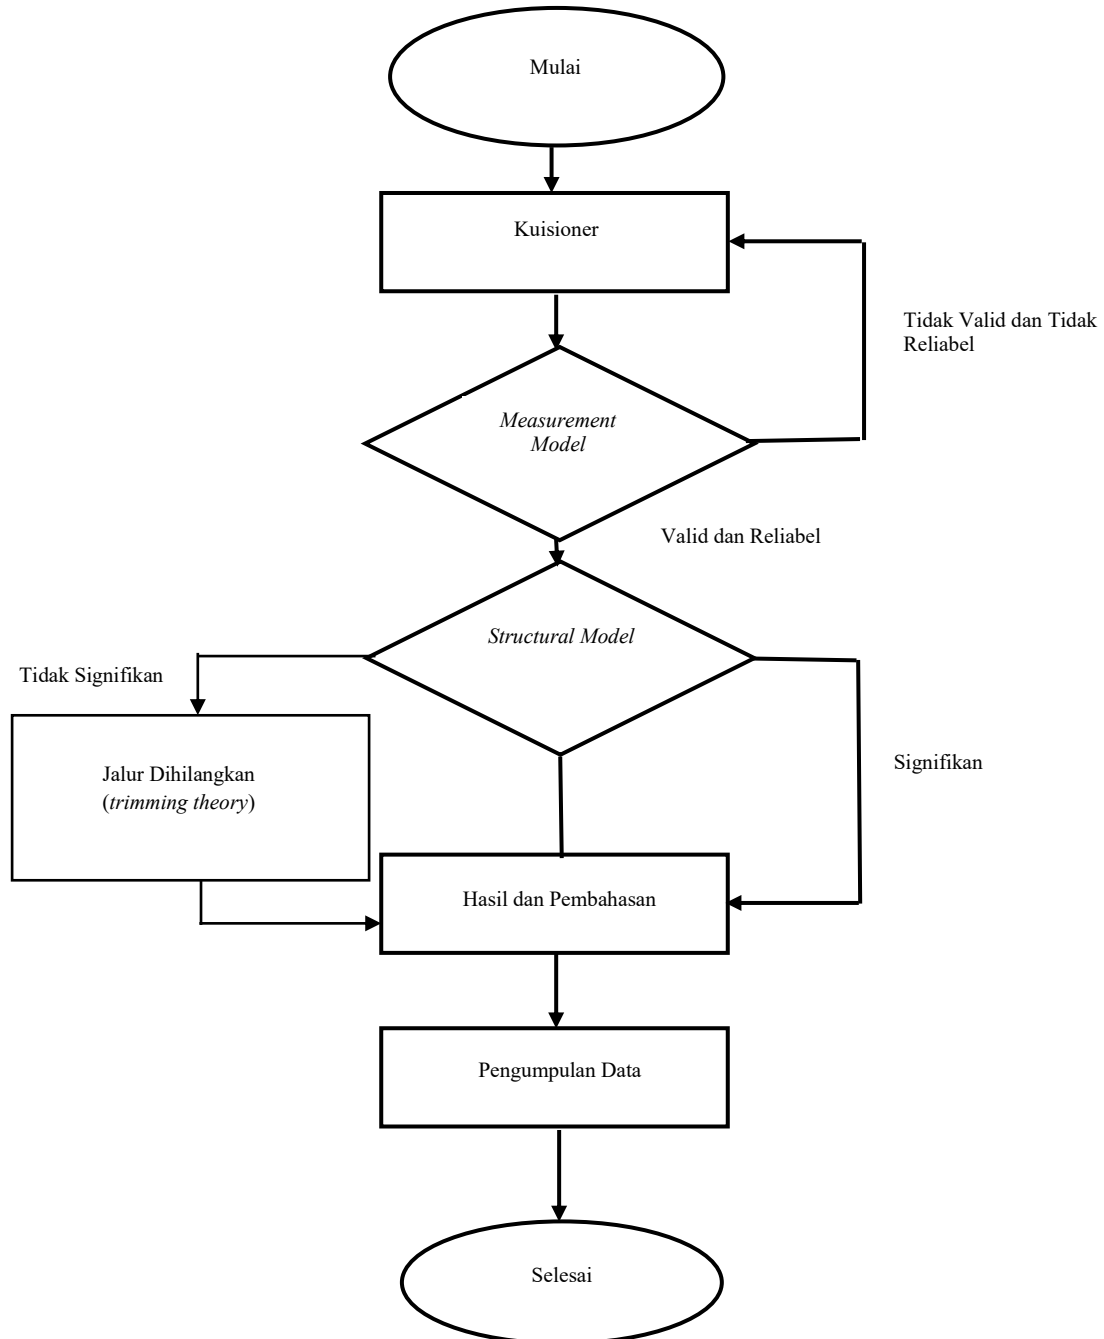 Mulai
Kuisioner
Tidak Valid dan Tidak
Reliabel
Measurement
Model
Valid dan Reliabel
Structural Model
Tidak Signifikan
Jalur Dihilangkan
(trimming theory)
Signifikan
Hasil dan Pembahasan
Pengumpulan Data
Selesai